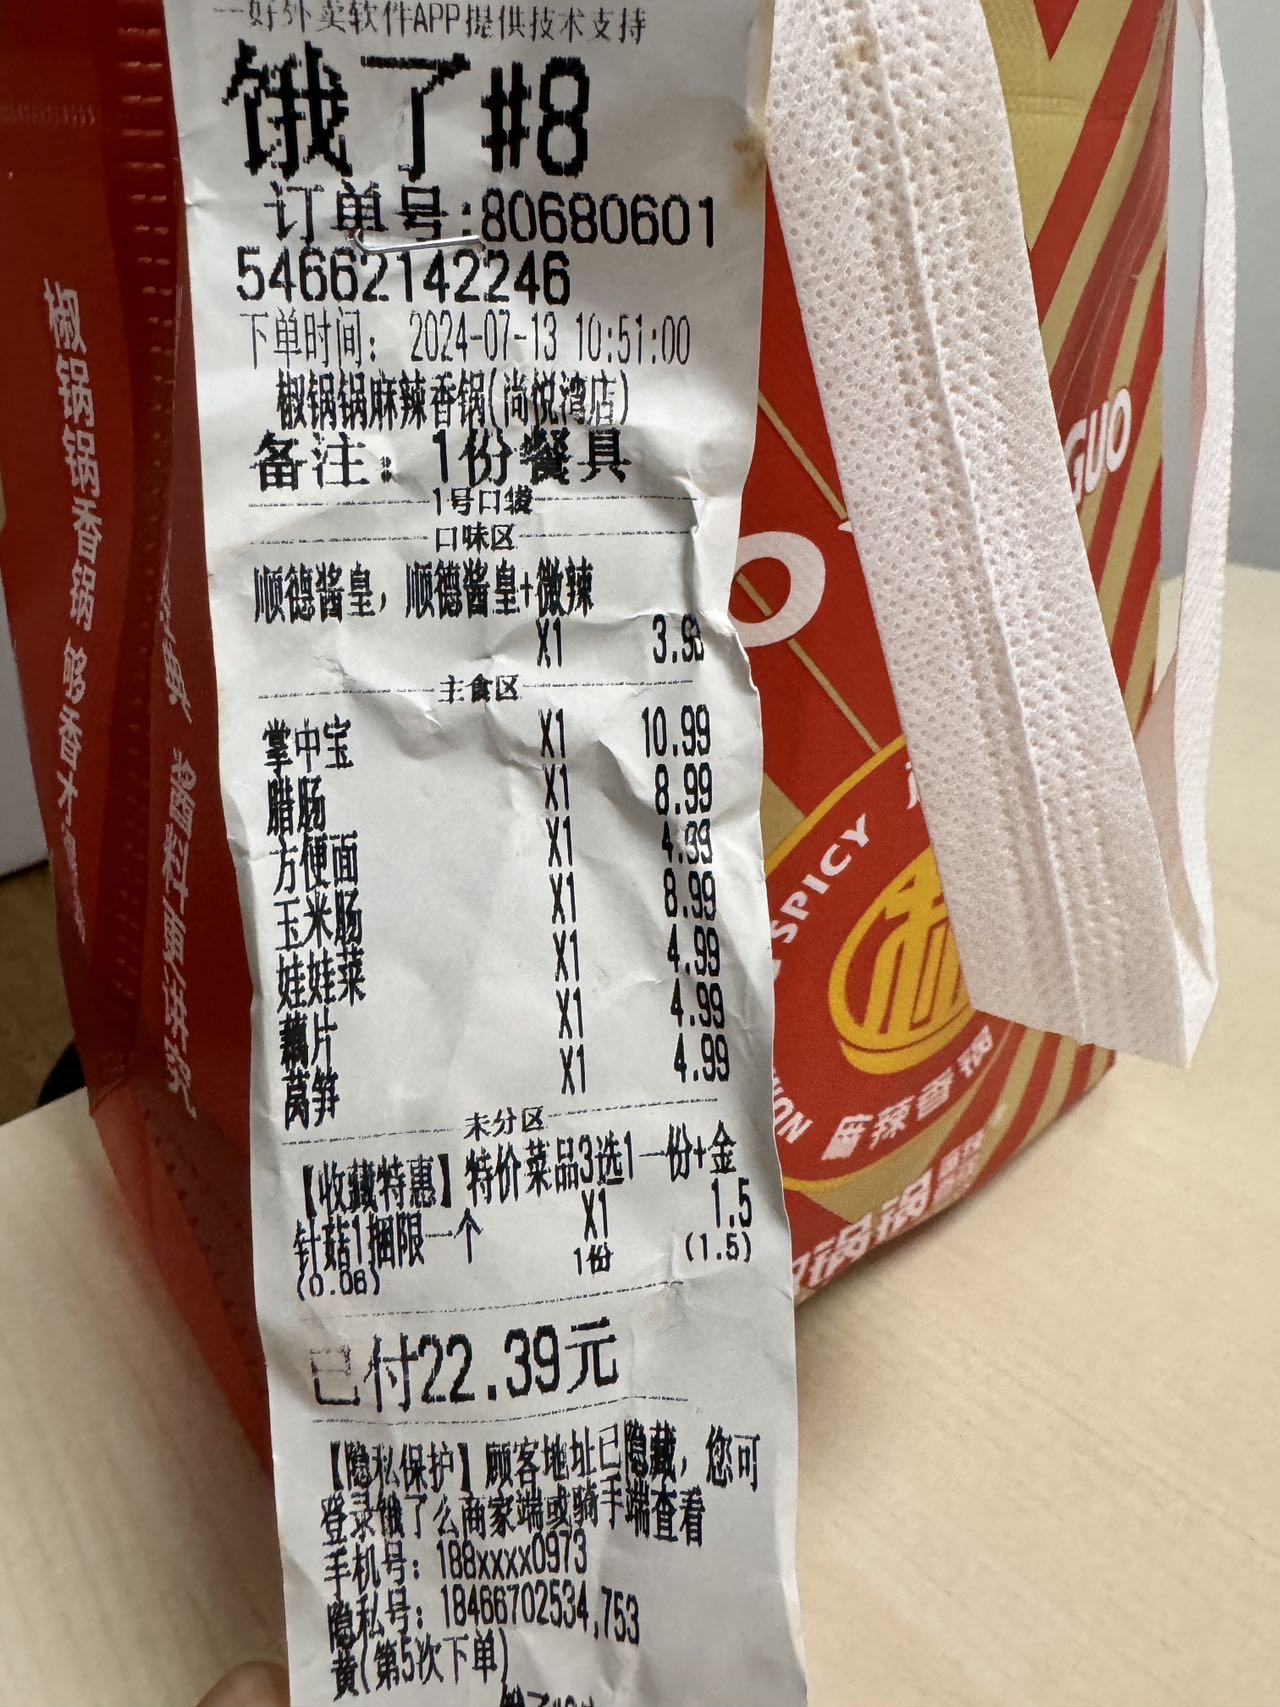 一好外卖软件APP提供技术支持
饿了#8
订单号:80680601
54662142246
下单时间： 2024-07-13 10:51:00
椒锅锅麻辣香锅(尚悦湾店)
备注：1份餐具
1号口袋
口味区
顺德酱皇，顺德酱皇+微辣
X1 3.98
主食区
掌中宝 X1 10.99
腊肠 X1 8.99
方便面 X1 4.99
玉米肠 X1 8.99
娃娃菜 X1 4.99
藕片 X1 4.99
莴笋 X1 4.99
未分区
【收藏特惠】特价菜品3选1一份+金
针菇1捆限一个 X1 1.5
(0.06) 1份 (1.5)
已付22.39元
【隐私保护】顾客地址已隐藏，您可
登录饿了么商家端或骑手端查看
手机号：188xxxx0973
隐私号：18466702534,753
黄(第5次下单)
椒锅锅香锅 够香才
GUO
SPICY
麻辣香锅